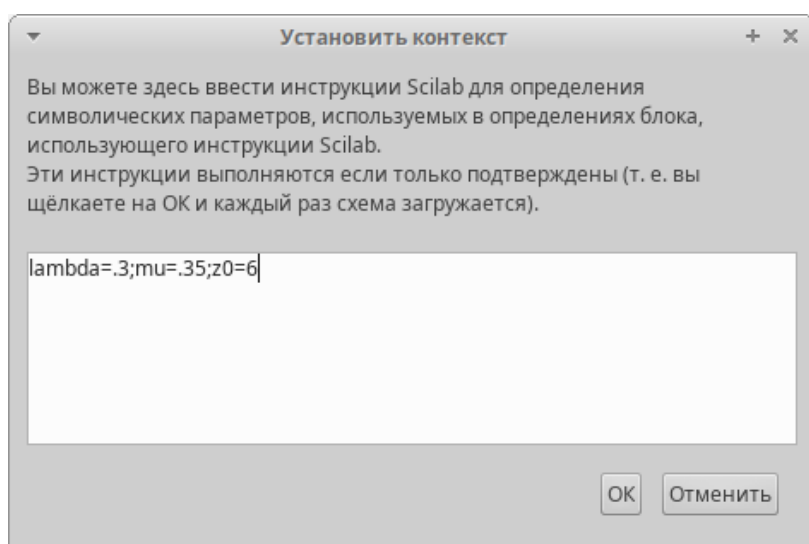 Установить контекст
Вы можете здесь ввести инструкции Scilab для определения
символических параметров, используемых в определениях блока,
использующего инструкции Scilab.
Эти инструкции выполняются если только подтверждены (т. е. вы
щёлкаете на ОК и каждый раз схема загружается).
lambda=.3;mu=.35;z0=6
ОК Отменить